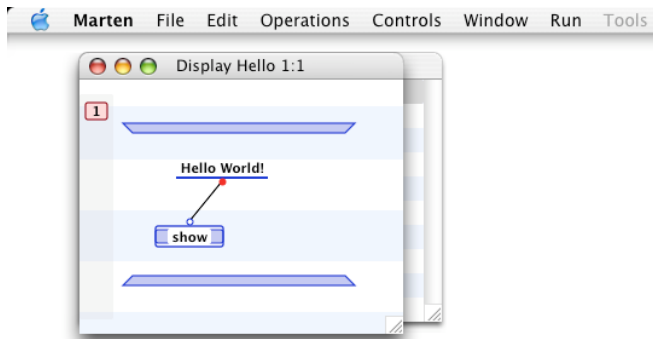 Marten File Edit Operations Controls Window Run Tools
Display Hello 1:1
1
Hello World!
show